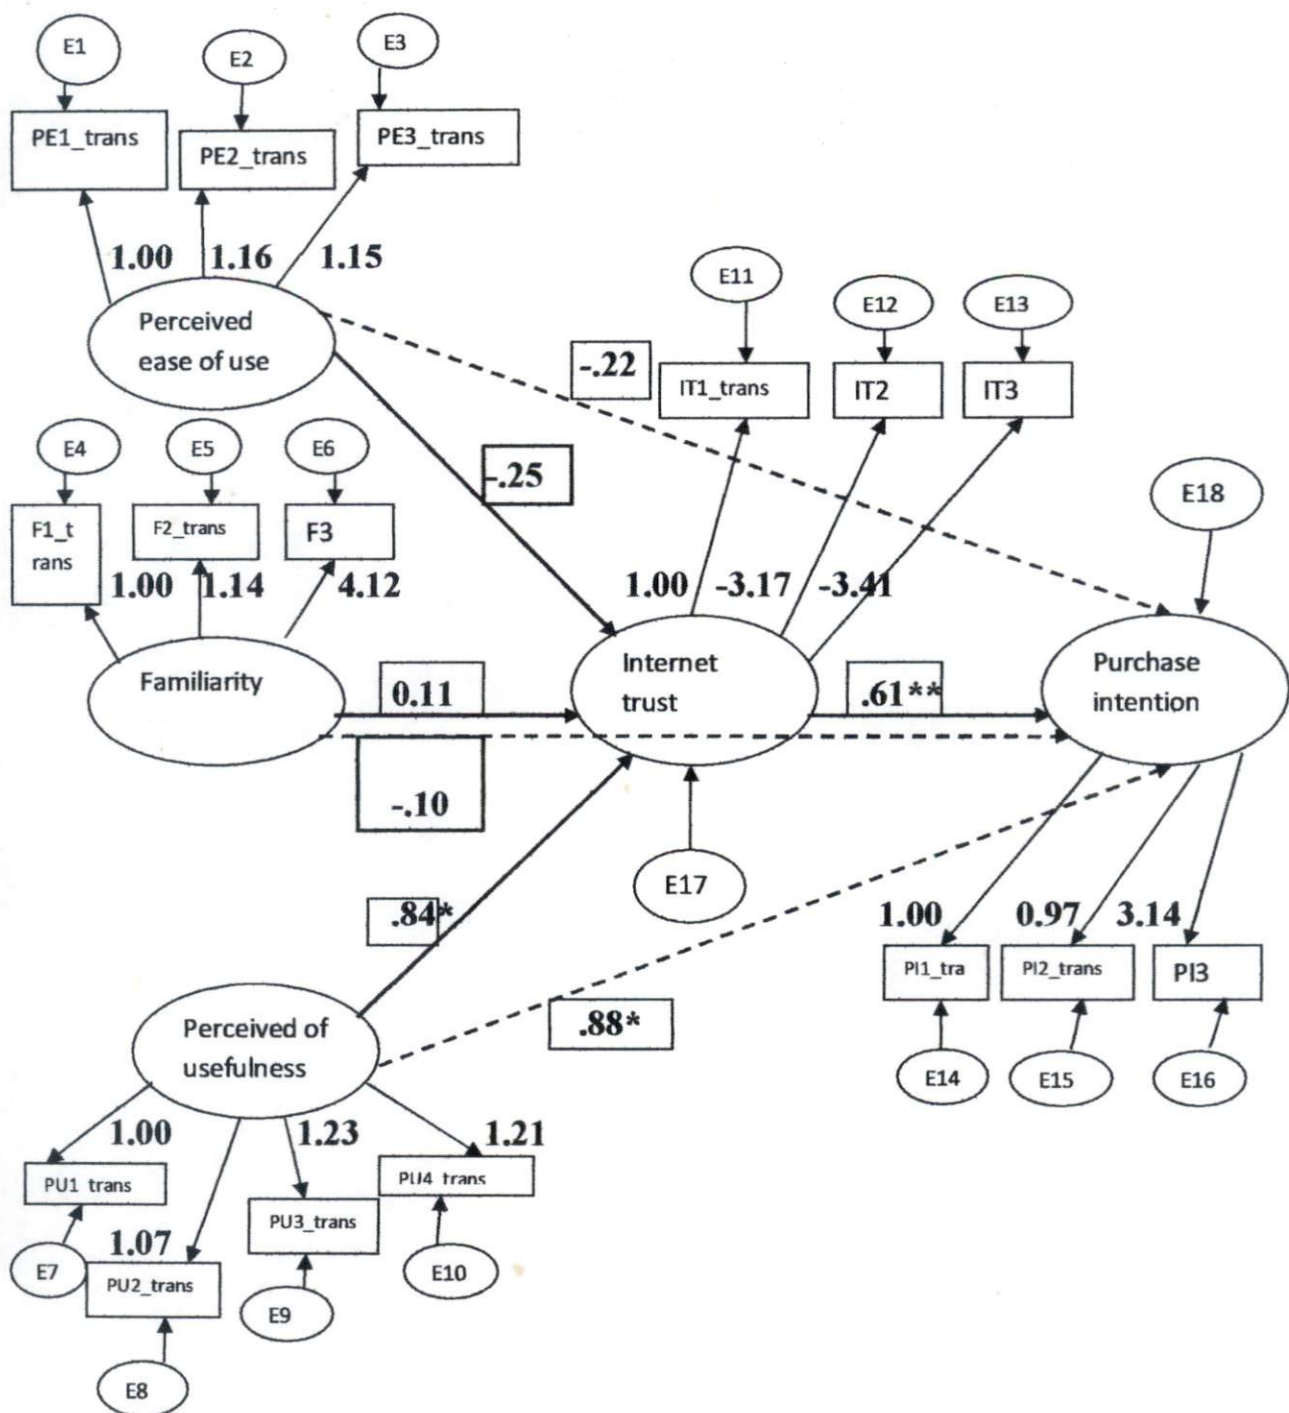 E1
E2
E3
PE1_trans
PE2_trans
PE3_trans
1.00
1.16
1.15
Perceived
ease of use
E11
E12
E13
-.22
IT1_trans
IT2
IT3
E4
E5
E6
-.25
E18
F1_t
rans
F2_trans
F3
1.00
1.14
4.12
1.00
-3.17
-3.41
Familiarity
Internet
trust
Purchase
intention
0.11
.61**
-.10
E17
.84*
1.00
0.97
3.14
PI1_tra
PI2_trans
PI3
Perceived of
usefulness
.88*
E14
E15
E16
1.00
1.23
1.21
PU1_trans
PU4_trans
PU3_trans
1.07
E7
PU2_trans
E10
E9
E8